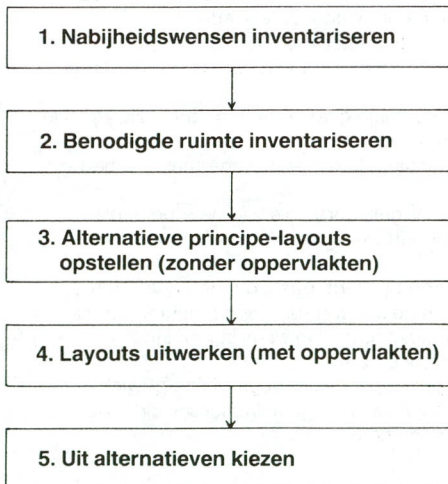 1. Nabijheidswensen inventariseren
2. Benodigde ruimte inventariseren
3. Alternatieve principe-layouts
opstellen (zonder oppervlakten)
4. Layouts uitwerken (met oppervlakten)
5. Uit alternatieven kiezen